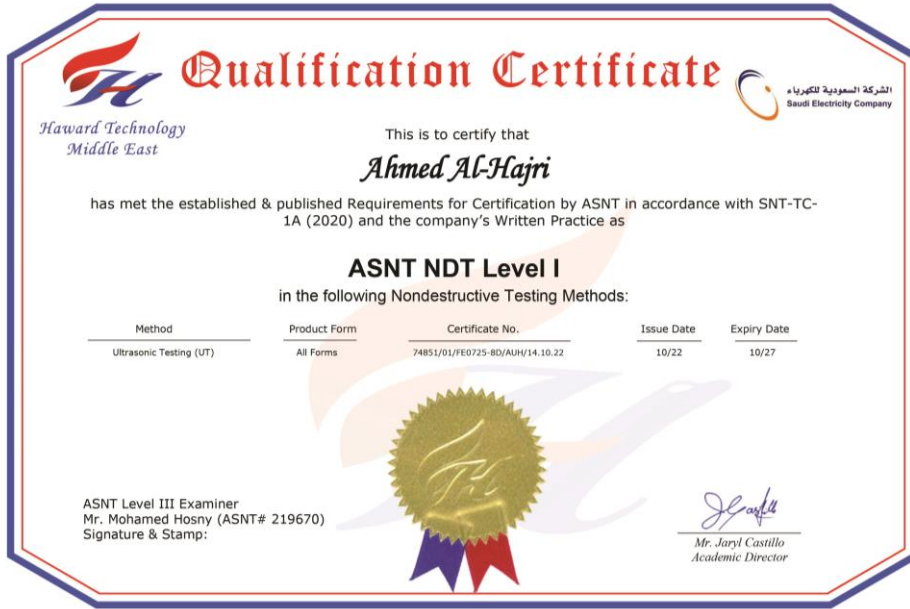 Qualification Certificate
Haward Technology
Middle East
الشركة السعودية للكهرباء
Saudi Electricity Company
This is to certify that
Ahmed Al-Hajri
has met the established & published Requirements for Certification by ASNT in accordance with SNT-TC-
1A (2020) and the company's Written Practice as
ASNT NDT Level I
in the following Nondestructive Testing Methods:
Method Product Form Certificate No. Issue Date Expiry Date
Ultrasonic Testing (UT) All Forms 74851/01/FE0725-8D/AUH/14.10.22 10/22 10/27
ASNT Level III Examiner
Mr. Mohamed Hosny (ASNT# 219670)
Signature & Stamp:
Mr. Jaryl Castillo
Academic Director